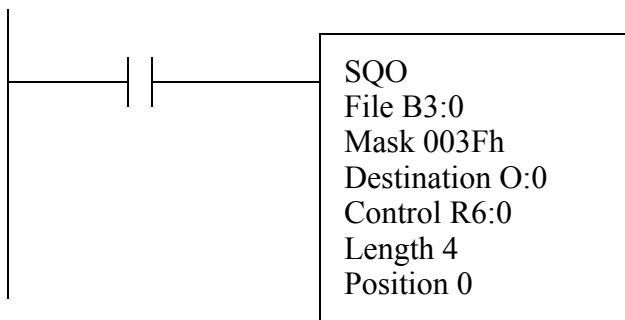 SQO
File B3:0
Mask 003Fh
Destination O:0
Control R6:0
Length 4
Position 0